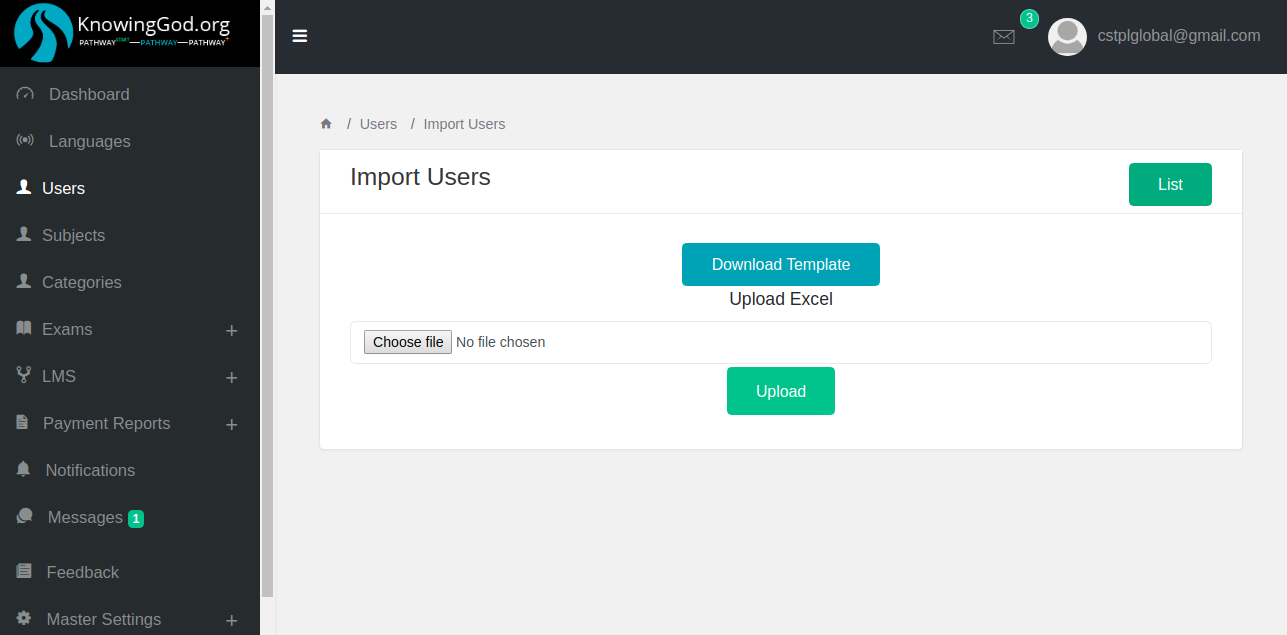 KnowingGod.org
PATHWAY START PATHWAY PATHWAY
3
cstplglobal@gmail.com
Dashboard
Languages
Users
Subjects
Categories
Exams +
LMS +
Payment Reports +
Notifications
Messages 1
Feedback
Master Settings +
/ Users / Import Users
Import Users
List
Download Template
Upload Excel
Choose file No file chosen
Upload